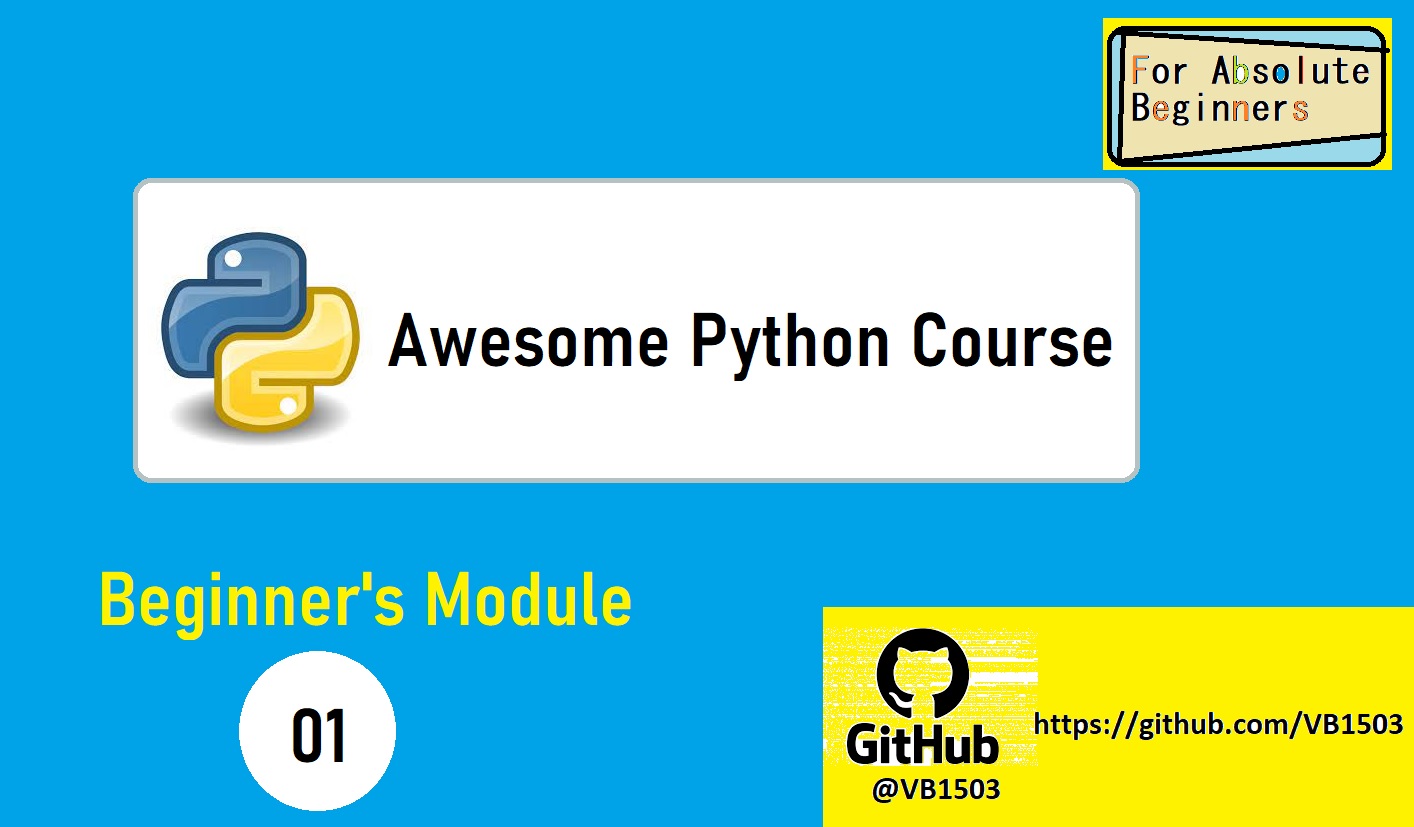 For Absolute
Beginners
Awesome Python Course
Beginner's Module
01
GitHub
@VB1503
https://github.com/VB1503